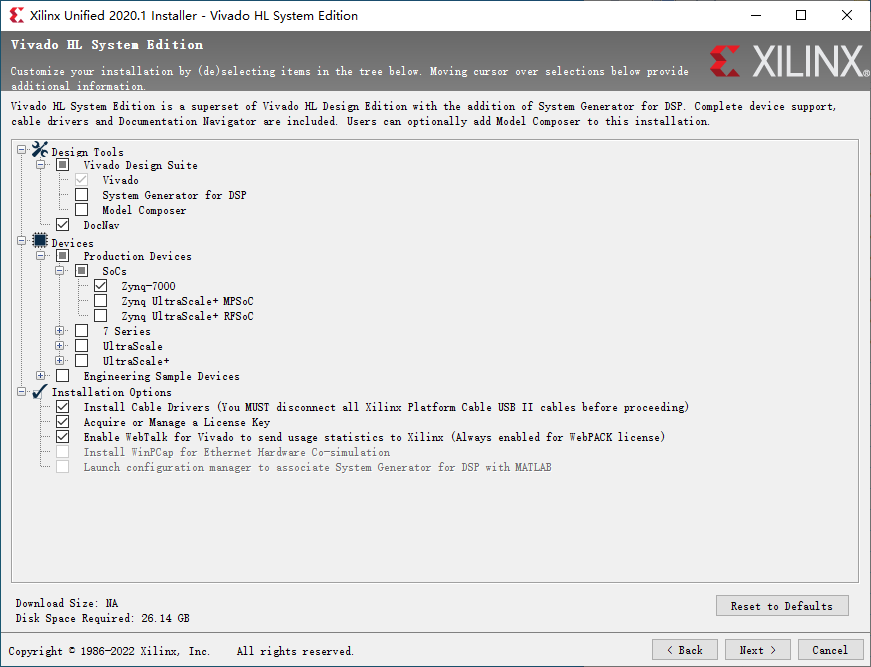 Xilinx Unified 2020.1 Installer - Vivado HL System Edition
Vivado HL System Edition
Customize your installation by (de)selecting items in the tree below. Moving cursor over selections below provide
additional information.
XILINX®
Vivado HL System Edition is a superset of Vivado HL Design Edition with the addition of System Generator for DSP. Complete device support,
cable drivers and Documentation Navigator are included. Users can optionally add Model Composer to this installation.
Design Tools
Vivado Design Suite
Vivado
System Generator for DSP
Model Composer
DocNav
Devices
Production Devices
SoCs
Zynq-7000
Zynq UltraScale+ MPSoC
Zynq UltraScale+ RFSoC
7 Series
UltraScale
UltraScale+
Engineering Sample Devices
Installation Options
Install Cable Drivers (You MUST disconnect all Xilinx Platform Cable USB II cables before proceeding)
Acquire or Manage a License Key
Enable WebTalk for Vivado to send usage statistics to Xilinx (Always enabled for WebPACK license)
Install WinPCap for Ethernet Hardware Co-simulation
Launch configuration manager to associate System Generator for DSP with MATLAB
Download Size: NA
Disk Space Required: 26.14 GB
Reset to Defaults
Copyright © 1986-2022 Xilinx, Inc. All rights reserved.
< Back
Next >
Cancel